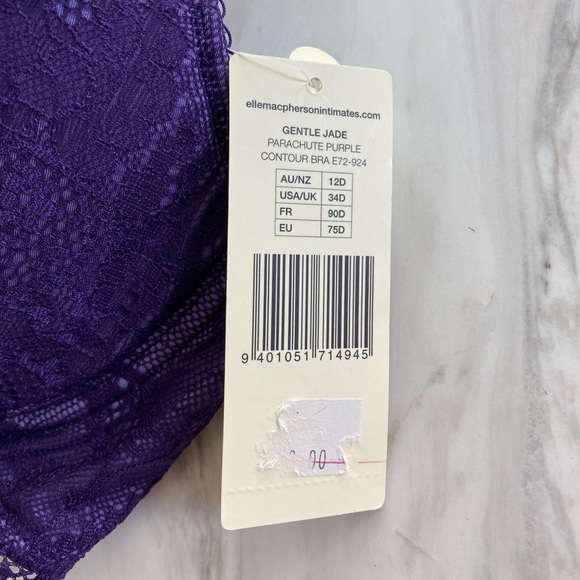 ellemacphersonintimates.com
GENTLE JADE
PARACHUTE PURPLE
CONTOUR BRA E72-924
AU/NZ 12D
USA/UK 34D
FR 90D
EU 75D
9 401051 714945